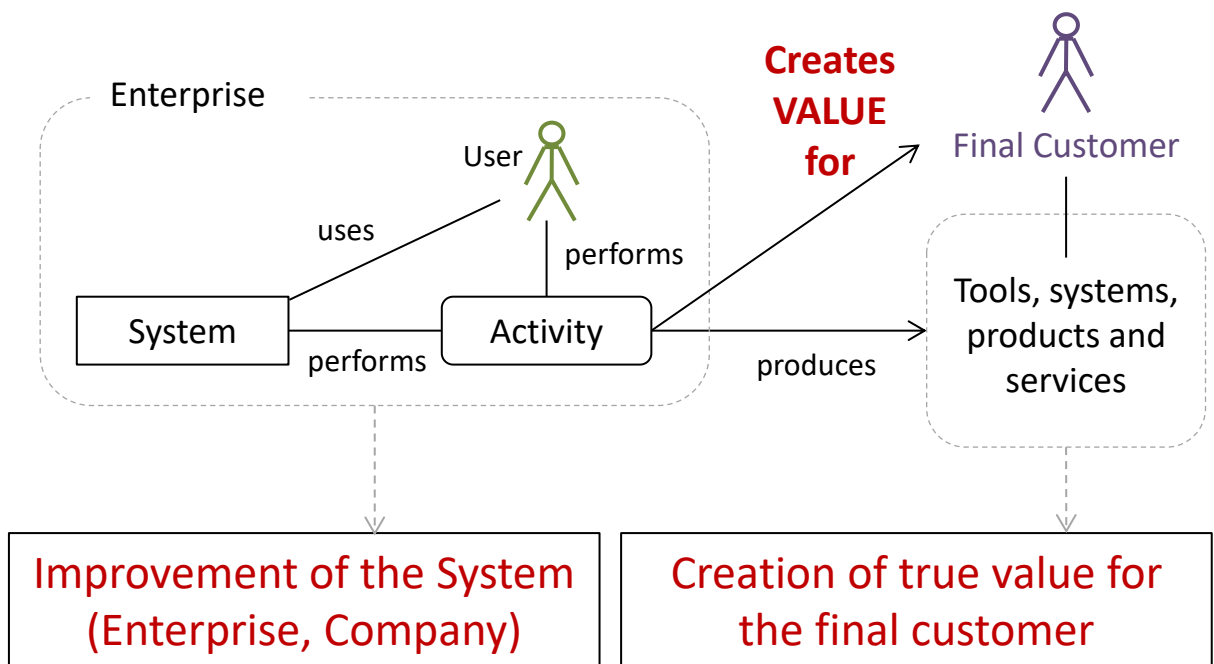 Enterprise
User
uses
performs
System
performs
Activity
Creates
VALUE
for
Final Customer
produces
Tools, systems,
products and
services
Improvement of the System
(Enterprise, Company)
Creation of true value for
the final customer